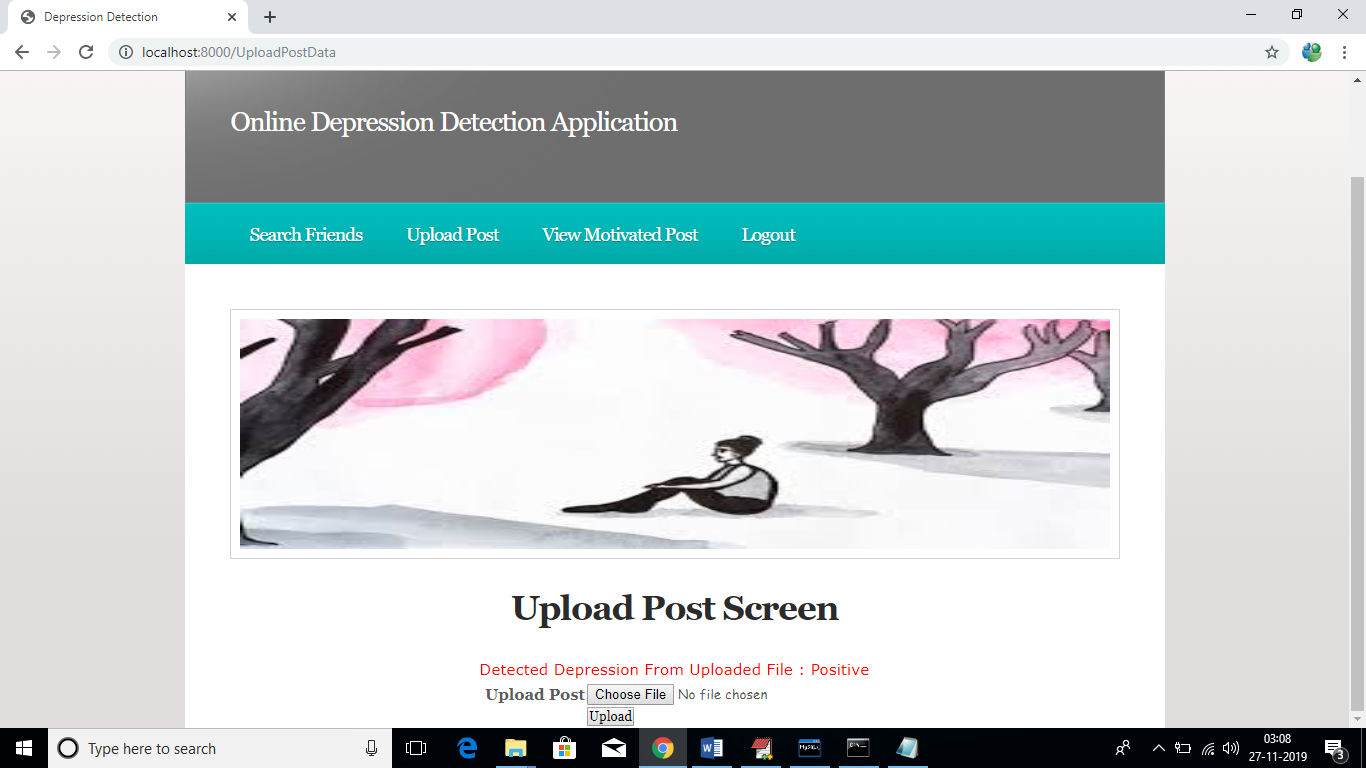 Depression Detection
localhost:8000/UploadPostData
Online Depression Detection Application
Search Friends Upload Post View Motivated Post Logout
Upload Post Screen
Detected Depression From Uploaded File : Positive
Upload Post Choose File No file chosen
Upload
Type here to search
03:08
27-11-2019
3